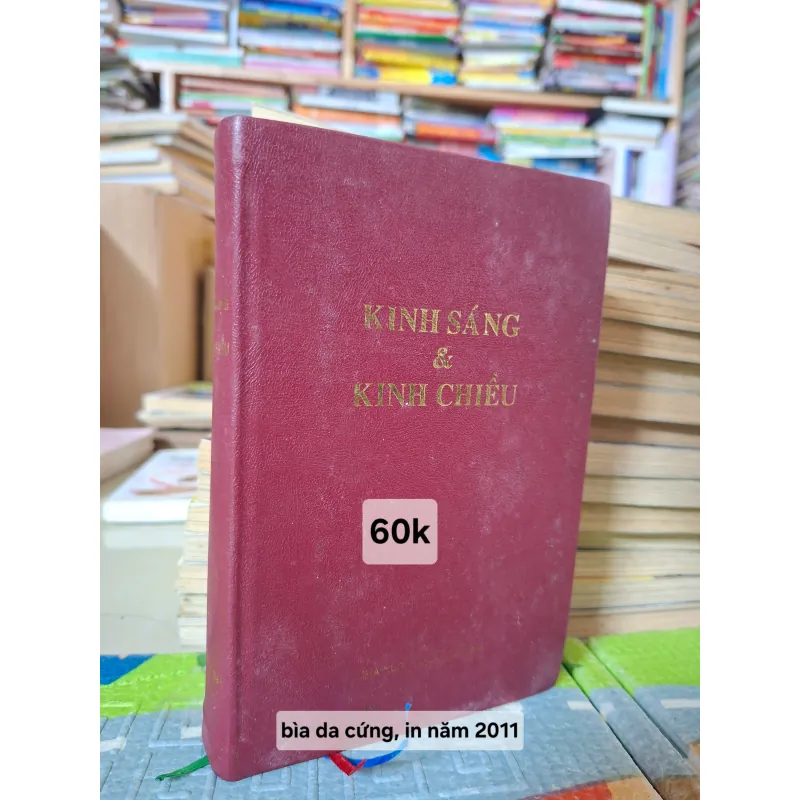 KINH SÁNG
&
KINH CHIỀU
60k
bìa da cứng, in năm 2011